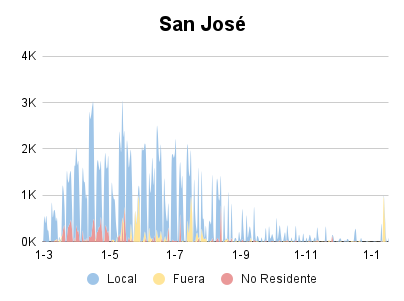 San José
4K
3K
2K
1K
0K
1-3
1-5
1-7
1-9
1-11
1-1
Local
Fuera
No Residente